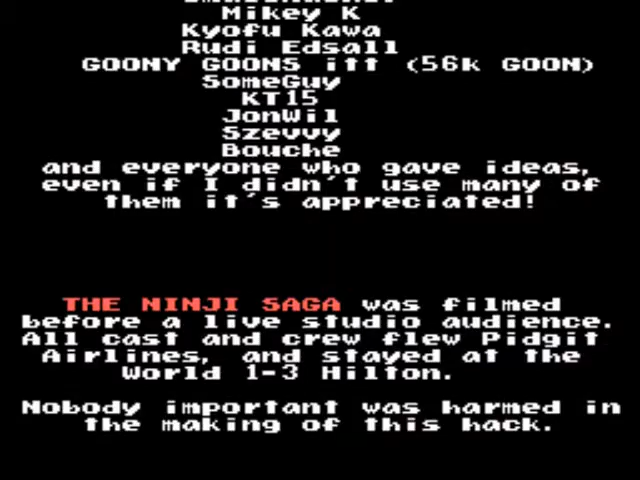 Mikey K
Kyofu Kawa
Rudi Edsall
GOONY GOONS itt (56k GOON)
SomeGuy
KT15
JonWil
Szevvy
Bouche
and everyone who gave ideas,
even if I didn't use many of
them it's appreciated!
THE NINJI SAGA was filmed
before a live studio audience.
All cast and crew flew Pidgit
Airlines, and stayed at the
World 1-3 Hilton.
Nobody important was harmed in
the making of this hack.